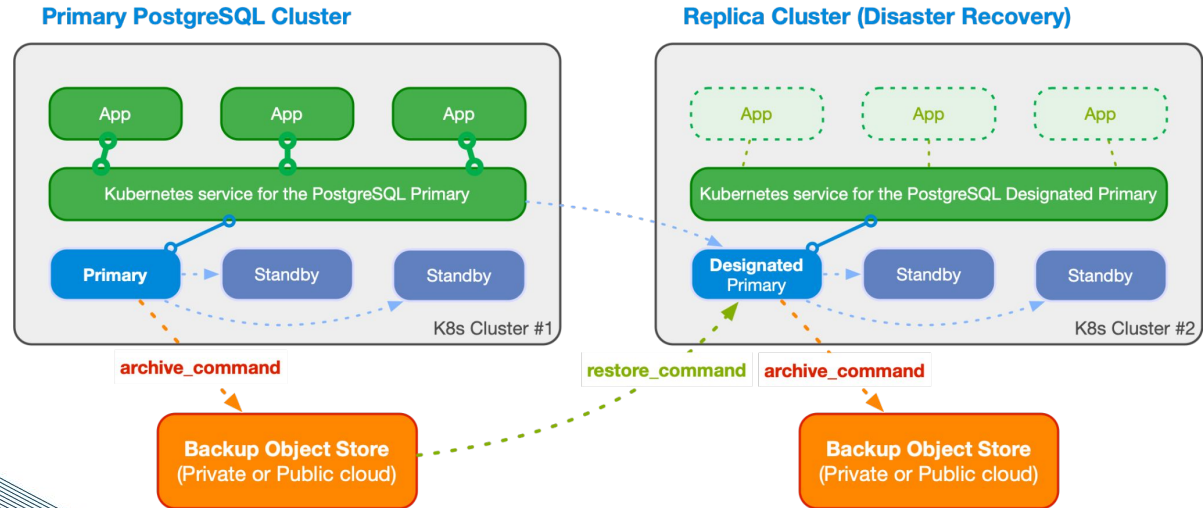 Primary PostgreSQL Cluster
Replica Cluster (Disaster Recovery)
App
App
App
Kubernetes service for the PostgreSQL Primary
Primary
Standby
Standby
K8s Cluster #1
App
App
App
Kubernetes service for the PostgreSQL Designated Primary
Designated
Primary
Standby
Standby
K8s Cluster #2
archive_command
restore_command
archive_command
Backup Object Store
(Private or Public cloud)
Backup Object Store
(Private or Public cloud)